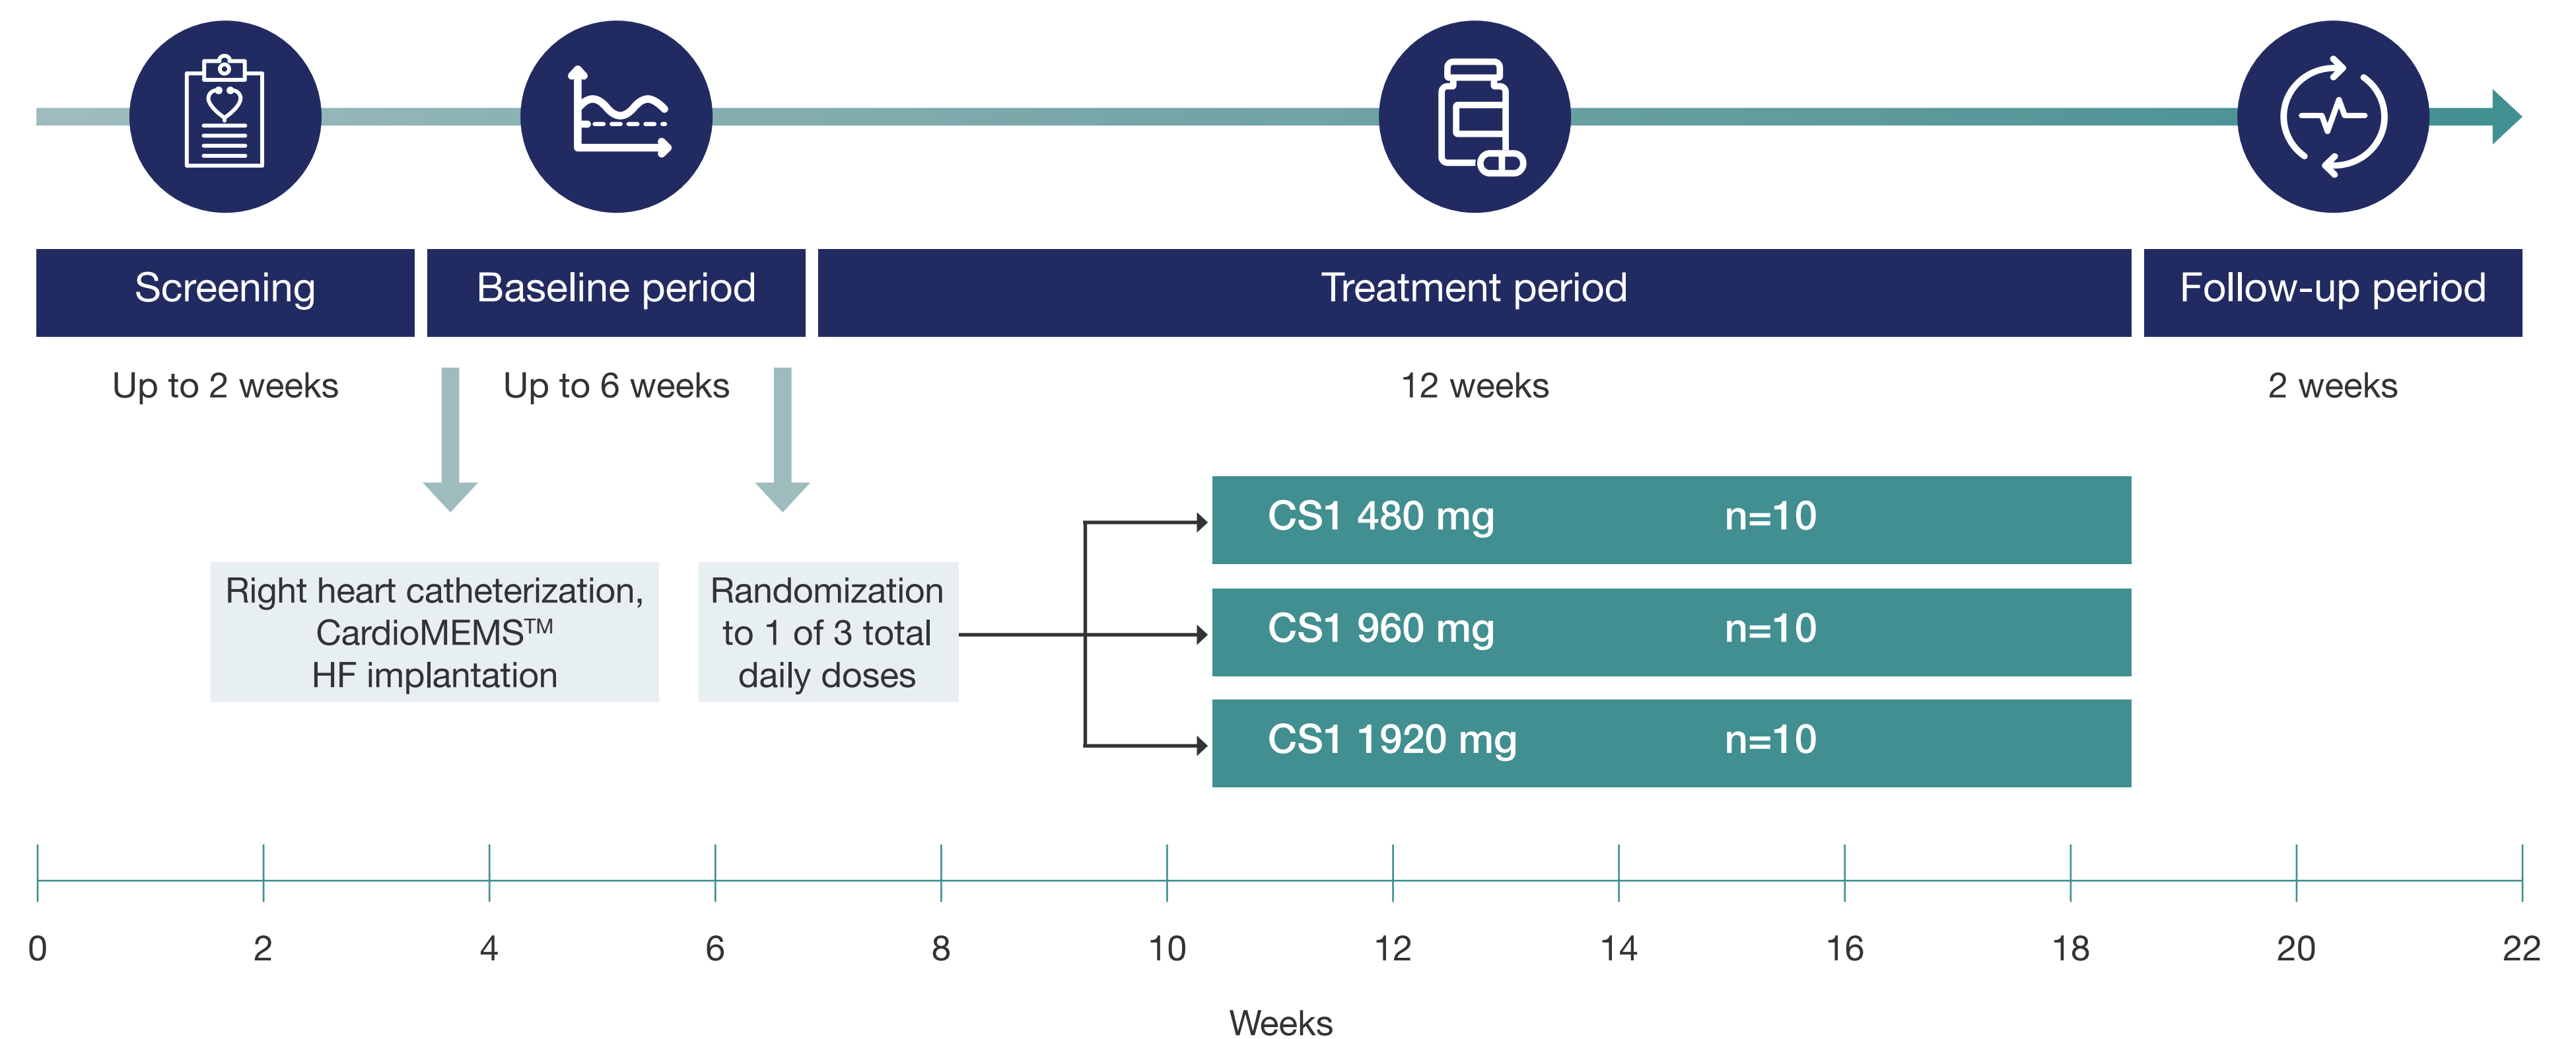 Screening
Baseline period
Treatment period
Follow-up period
Up to 2 weeks
Up to 6 weeks
12 weeks
2 weeks
Right heart catheterization,
CardioMEMS™
HF implantation
Randomization
to 1 of 3 total
daily doses
CS1 480 mg n=10
CS1 960 mg n=10
CS1 1920 mg n=10
0 2 4 6 8 10 12 14 16 18 20 22
Weeks